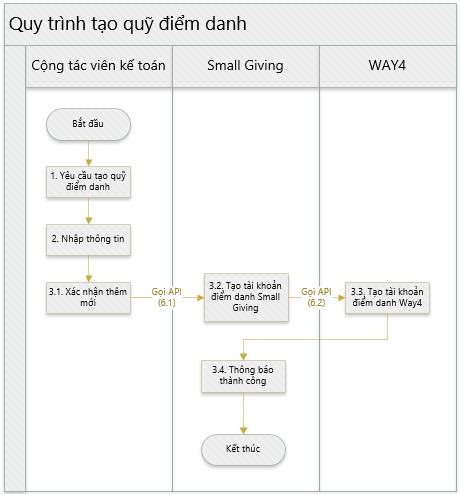 Quy trình tạo quỹ điểm danh
Cộng tác viên kế toán
Small Giving
WAY4
Bắt đầu
1. Yêu cầu tạo quỹ
điểm danh
2. Nhập thông tin
3.1. Xác nhận thêm
mới
Gọi API
(6.1)
3.2. Tạo tài khoản
điểm danh Small
Giving
Gọi API
(6.2)
3.3. Tạo tài khoản
điểm danh Way4
3.4. Thông báo
thành công
Kết thúc